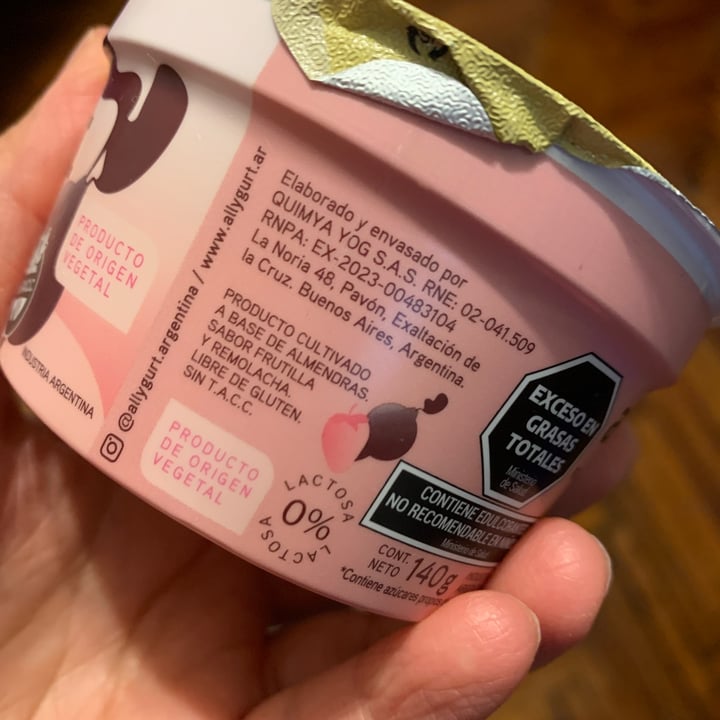 PRODUCTO
DE ORIGEN
VEGETAL
INDUSTRIA ARGENTINA
@allygurt.argentina / www.allygurt.ar
Elaborado y envasado por
QUIMYA YOG S.A.S. RNE: 02-041.509
RNPA: EX-2023-00483104
La Noria 48, Pavón, Exaltación de
la Cruz. Buenos Aires, Argentina.
PRODUCTO CULTIVADO
A BASE DE ALMENDRAS,
SABOR FRUTILLA
Y REMOLACHA.
LIBRE DE GLUTEN.
SIN T.A.C.C.
PRODUCTO
DE ORIGEN
VEGETAL
LACTOSA
0%
LACTOSA
EXCESO EN
GRASAS
TOTALES
Ministerio
de Salud
CONTIENE
NO RECOMENDABLE EN
Ministerio de Salud
CONT.
NETO 140g
*Contiene azúcares propios